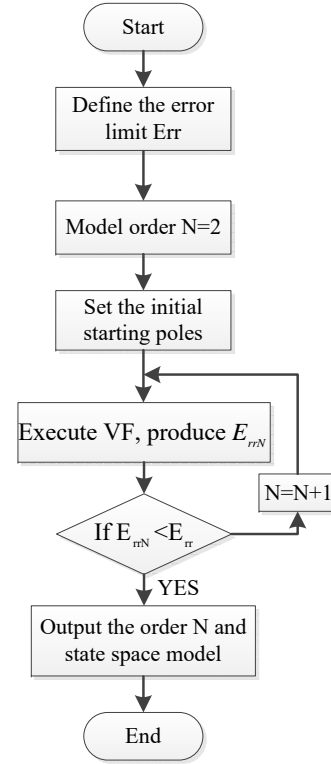 Start
Define the error
limit Err
Model order N=2
Set the initial
starting poles
Execute VF, produce E_rrN
N=N+1
If E_rrN <E_rr
YES
Output the order N and
state space model
End